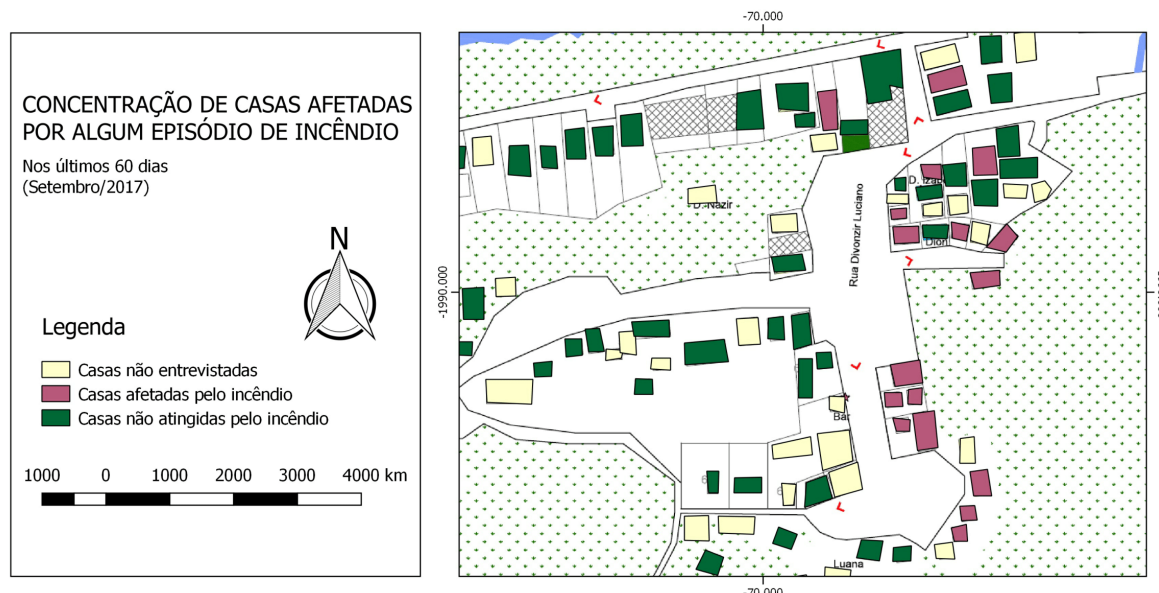 CONCENTRAÇÃO DE CASAS AFETADAS
POR ALGUM EPISÓDIO DE INCÊNDIO
Nos últimos 60 dias
(Setembro/2017)
N
Legenda
Casas não entrevistadas
Casas afetadas pelo incêndio
Casas não atingidas pelo incêndio
1000 0 1000 2000 3000 4000 km
-70.000
-1990.000
D. Nazir
Rua Divonzir Luciano
Dioni
Bar
Luana
-70.000